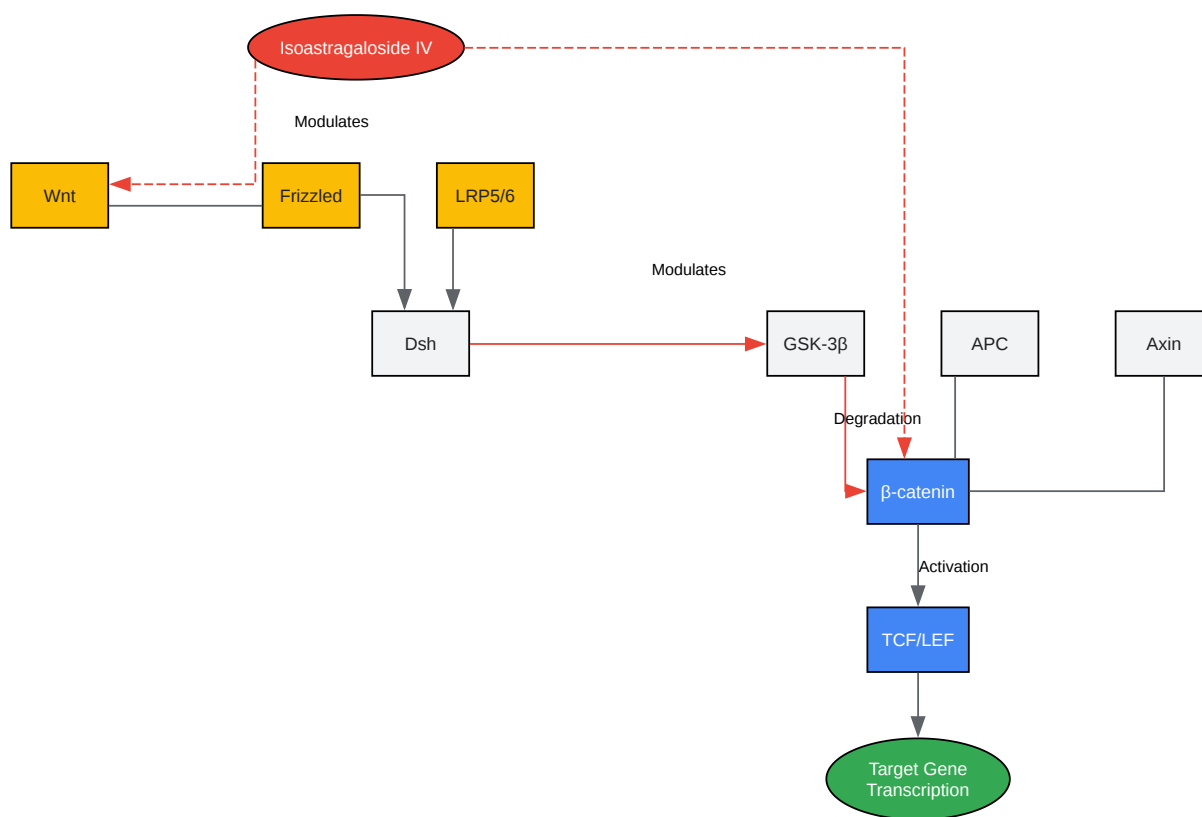 Isoastragaloside IV
Modulates
Wnt
Frizzled
LRP5/6
Modulates
Dsh
GSK-3β
APC
Axin
Degradation
β-catenin
Activation
TCF/LEF
Target Gene
Transcription